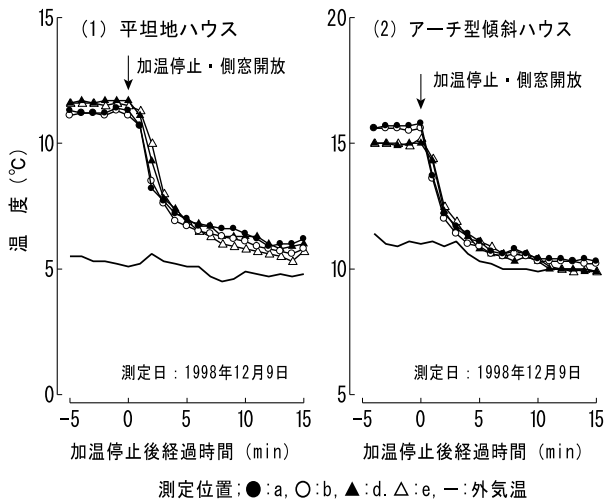 (1) 平坦地ハウス
(2) アーチ型傾斜ハウス
加温停止・側窓開放
加温停止・側窓開放
温 度 (℃)
15
10
5
0
20
15
10
5
測定日：1998年12月9日
測定日：1998年12月9日
-5 0 5 10 15
-5 0 5 10 15
加温停止後経過時間 (min)
加温停止後経過時間 (min)
測定位置；●：a, ○：b, ▲：d. △：e, ー：外気温